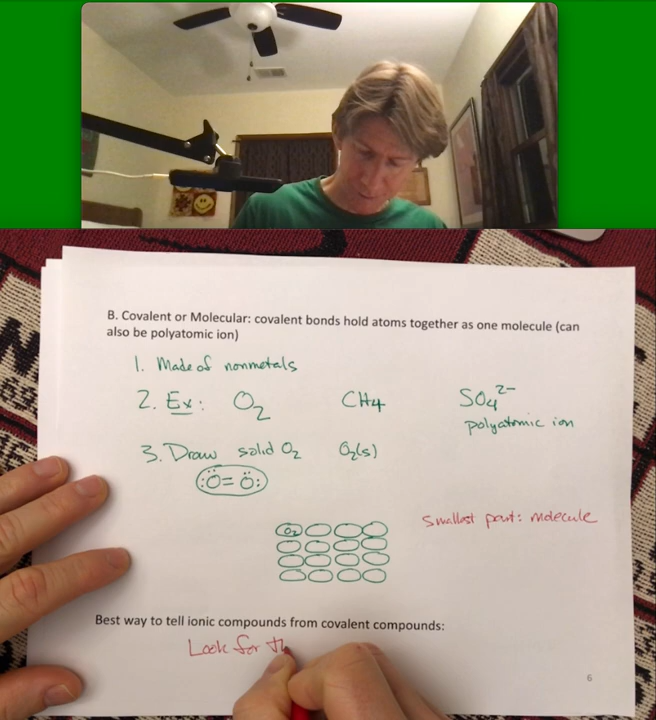 B. Covalent or Molecular: covalent bonds hold atoms together as one molecule (can
also be polyatomic ion)
1. Made of nonmetals
2. Ex: O₂ CH₄ SO₄²⁻
polyatomic ion
3. Draw solid O₂ O₂(s)
:Ö=Ö:
O₂
Smallest part: molecule
Best way to tell ionic compounds from covalent compounds:
Look for th
6